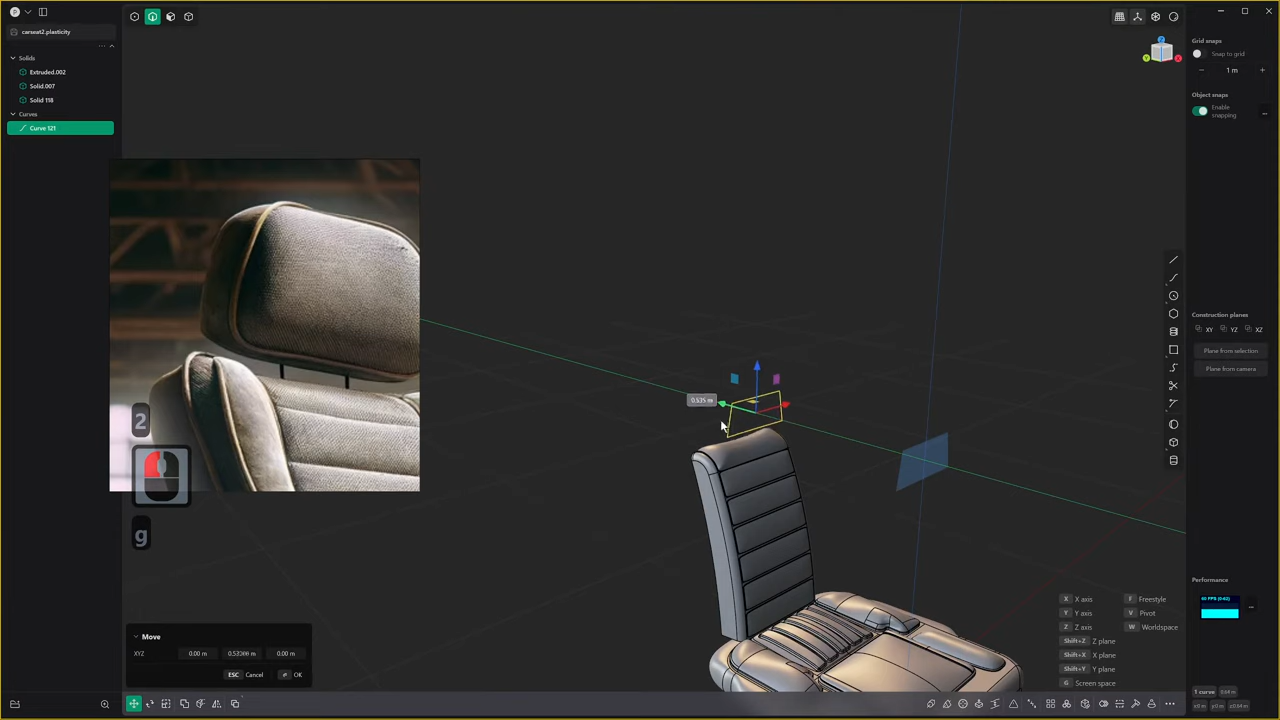 P
carseat2.plasticity
Solids
Extruded.002
Solid.007
Solid 118
Curves
Curve 121
2
g
0.535 m
Z
Y
X
Grid snaps
Snap to grid
1 m
Object snaps
Enable snapping
Construction planes
XY
YZ
XZ
Plane from selection
Plane from camera
Performance
X X axis
F Freestyle
Y Y axis
V Pivot
Z Z axis
W Worldspace
Shift+Z Z plane
Shift+X X plane
Shift+Y Y plane
G Screen space
Move
XYZ
0.00 m
0.00 m
ESC Cancel
OK
1 curve